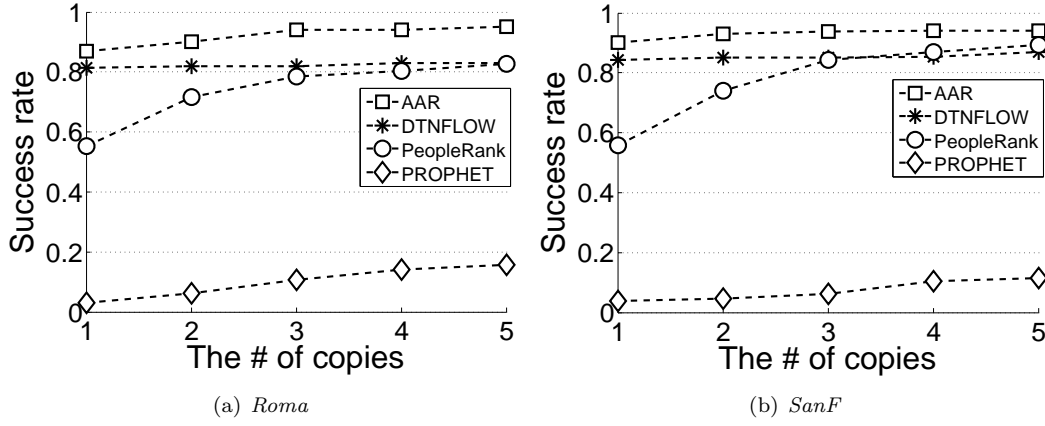 1
0.8
0.6
0.4
0.2
0
Success rate
AAR
DTNFLOW
PeopleRank
PROPHET
1 2 3 4 5
The # of copies
(a) Roma
1
0.8
0.6
0.4
0.2
0
Success rate
AAR
DTNFLOW
PeopleRank
PROPHET
1 2 3 4 5
The # of copies
(b) SanF